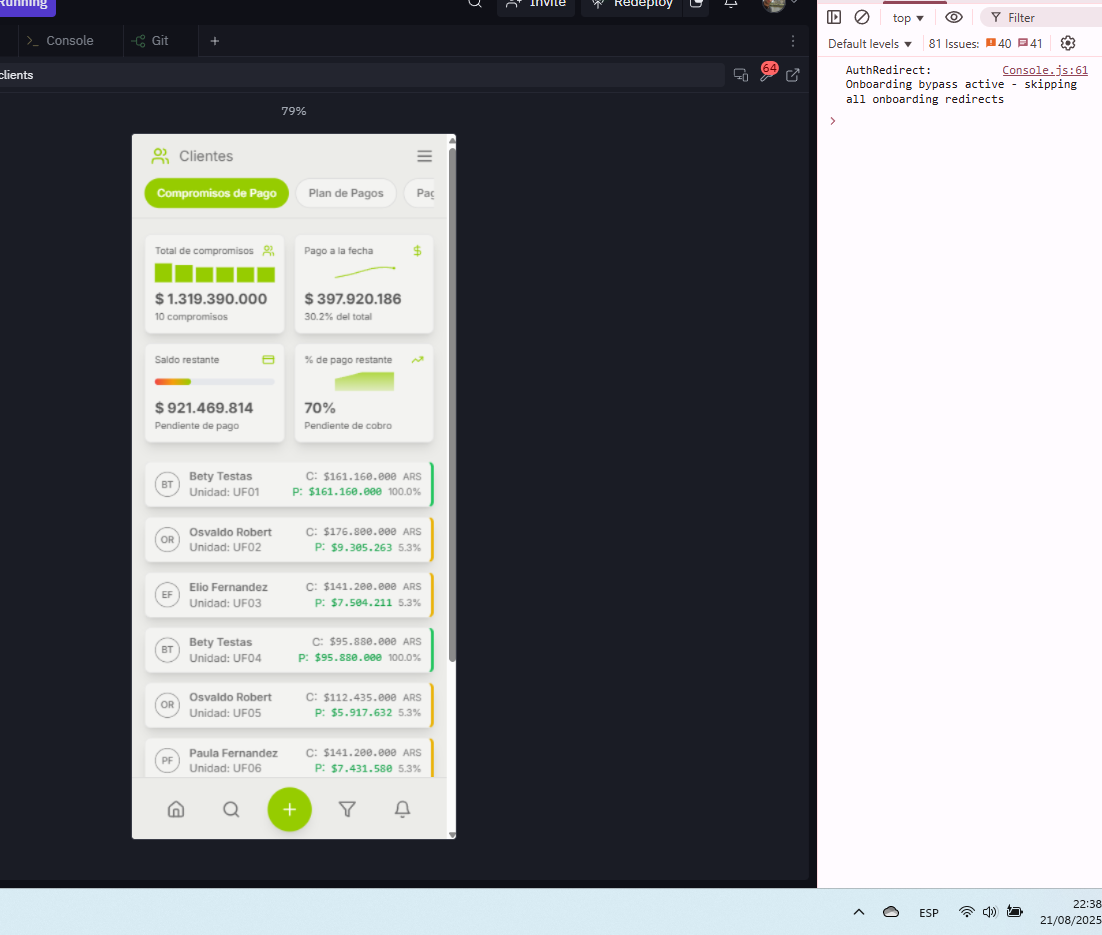 Running
Invite
Redeploy
Console
Git
clients
64
79%
Clientes
Compromisos de Pago
Plan de Pagos
Pag
Total de compromisos
$ 1.319.390.000
10 compromisos
Pago a la fecha
$ 397.920.186
30.2% del total
Saldo restante
$ 921.469.814
Pendiente de pago
% de pago restante
70%
Pendiente de cobro
BT
Bety Testas
C: $161.160.000 ARS
Unidad: UF01
P: $161.160.000 100.0%
OR
Osvaldo Robert
C: $176.800.000 ARS
Unidad: UF02
P: $9.305.263 5.3%
EF
Elio Fernandez
C: $141.200.000 ARS
Unidad: UF03
P: $7.504.211 5.3%
BT
Bety Testas
C: $95.880.000 ARS
Unidad: UF04
P: $95.880.000 100.0%
OR
Osvaldo Robert
C: $112.435.000 ARS
Unidad: UF05
P: $5.917.632 5.3%
PF
Paula Fernandez
C: $141.200.000 ARS
Unidad: UF06
P: $7.431.580 5.3%
top
Filter
Default levels
81 Issues:
40
41
AuthRedirect:
Console.js:61
Onboarding bypass active - skipping
all onboarding redirects
ESP
22:38
21/08/2025